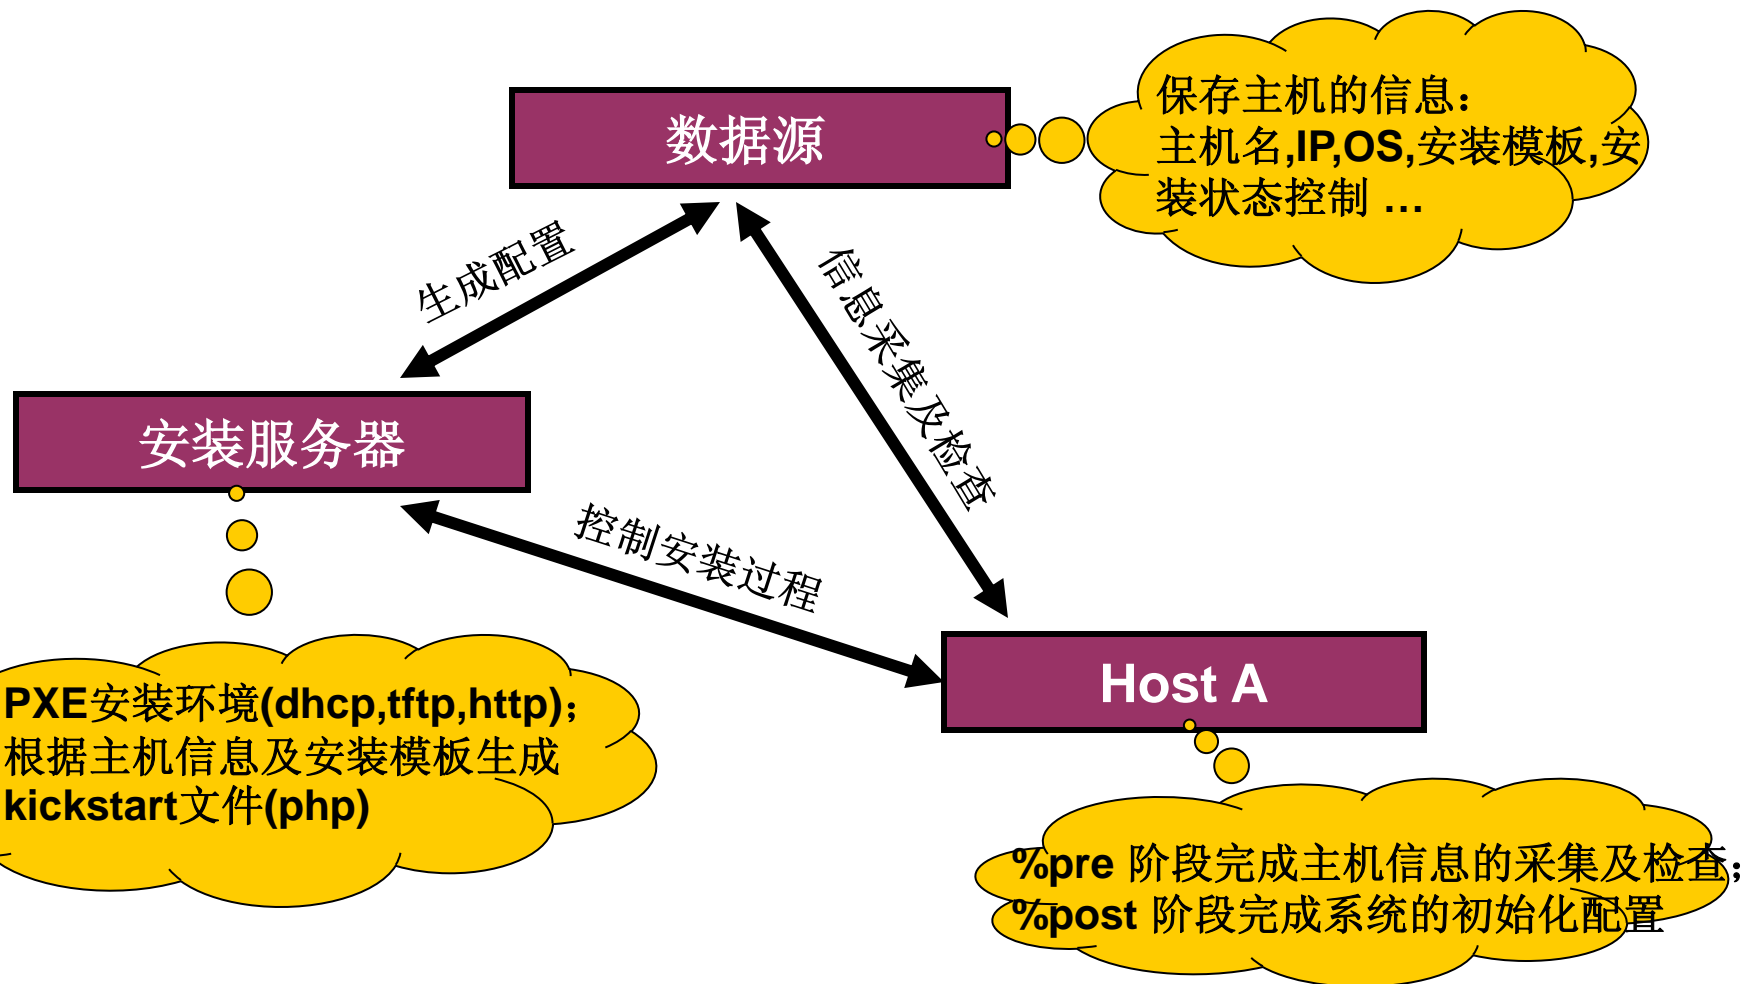 数据源
保存主机的信息：
主机名,IP,OS,安装模板,安
装状态控制 …
生成配置
信息采集及检查
安装服务器
控制安装过程
Host A
PXE安装环境(dhcp,tftp,http)；
根据主机信息及安装模板生成
kickstart文件(php)
%pre 阶段完成主机信息的采集及检查；
%post 阶段完成系统的初始化配置